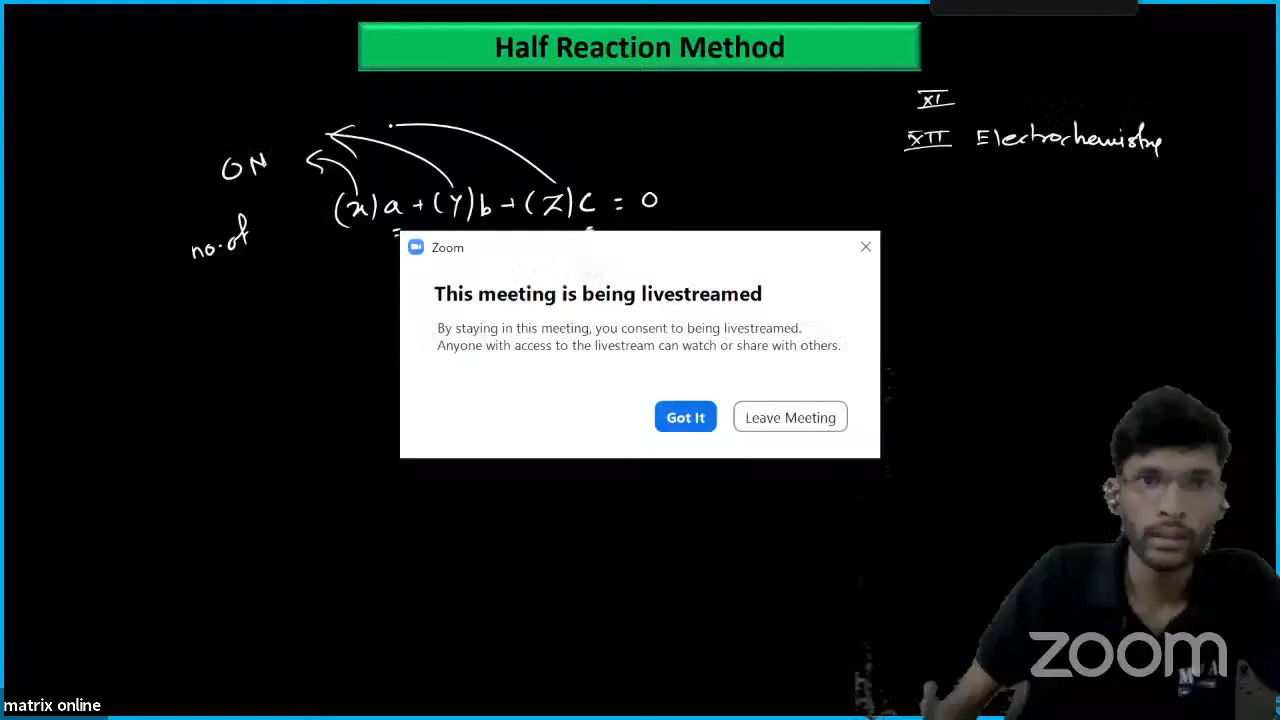 Half Reaction Method
XI
XII Electrochemistry
ON
(x)a + (y)b + (z)c = 0
no. of
Zoom
This meeting is being livestreamed
By staying in this meeting, you consent to being livestreamed.
Anyone with access to the livestream can watch or share with others.
Got It
Leave Meeting
zoom
matrix online